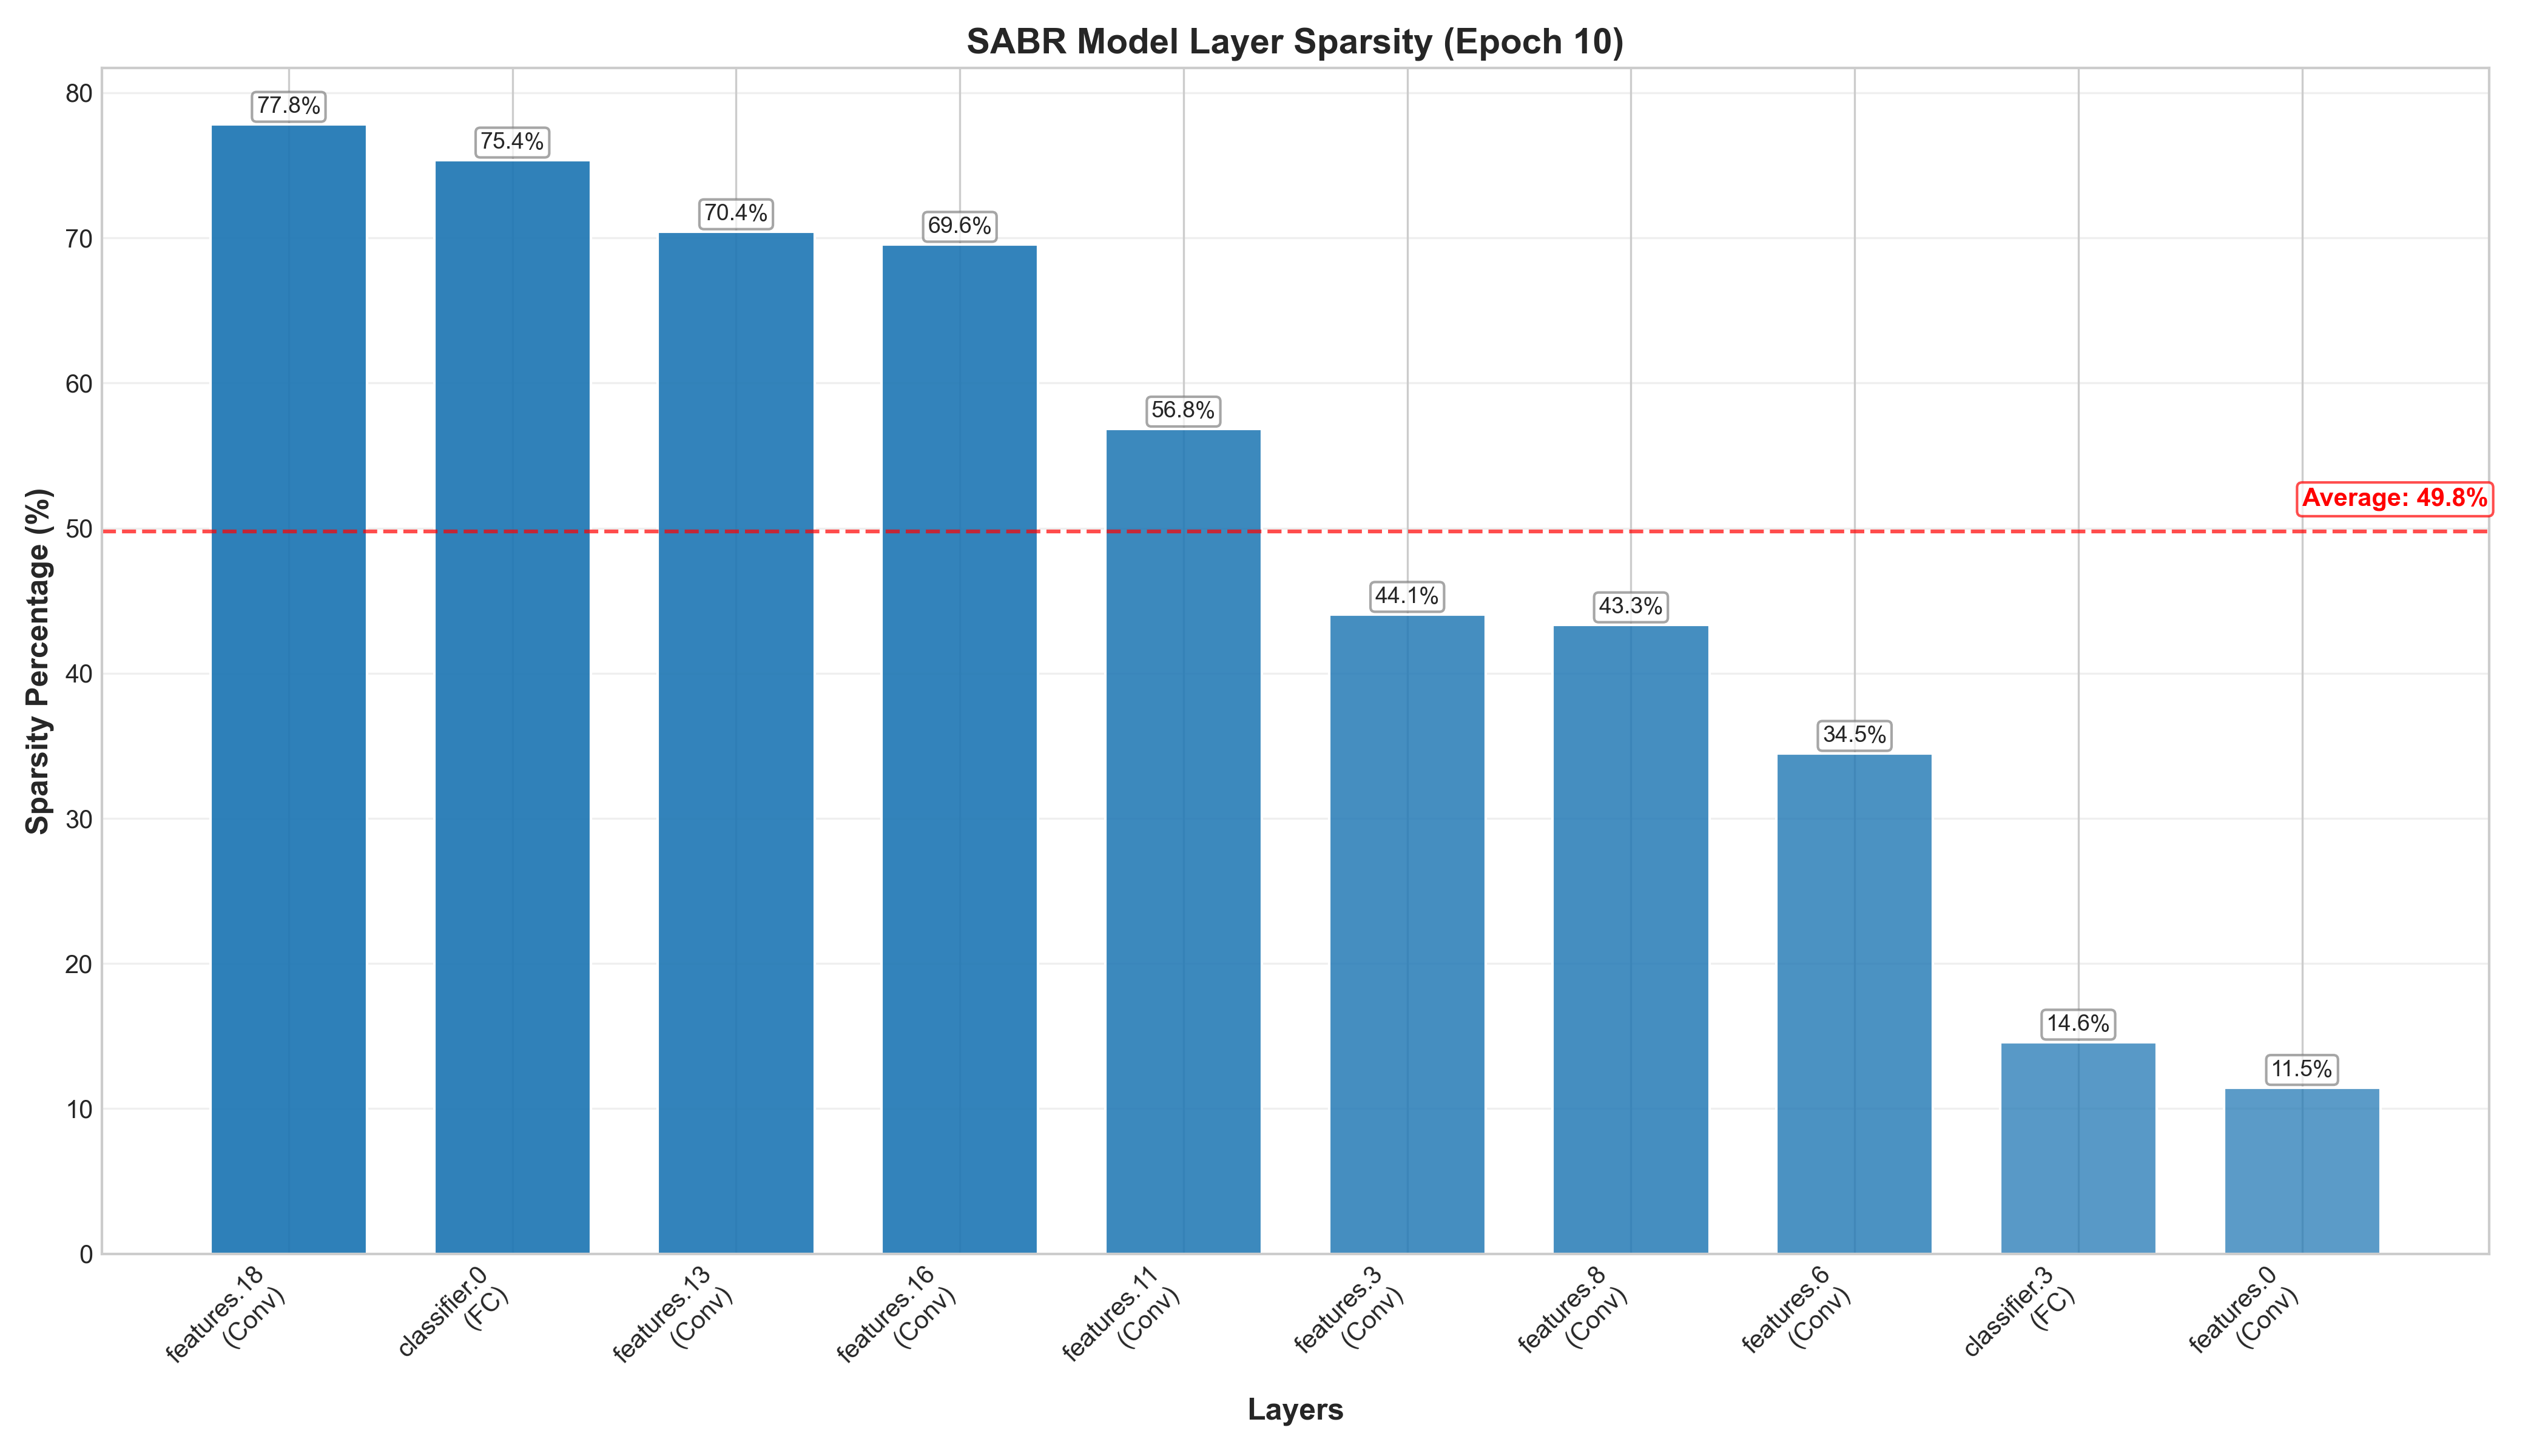 SABR Model Layer Sparsity (Epoch 10)
Sparsity Percentage (%)
80
70
60
50
40
30
20
10
0
77.8%
75.4%
70.4%
69.6%
56.8%
44.1%
43.3%
34.5%
14.6%
11.5%
Average: 49.8%
features.18
(Conv)
classifier.0
(FC)
features.13
(Conv)
features.16
(Conv)
features.11
(Conv)
features.3
(Conv)
features.8
(Conv)
features.6
(Conv)
classifier.3
(FC)
features.0
(Conv)
Layers